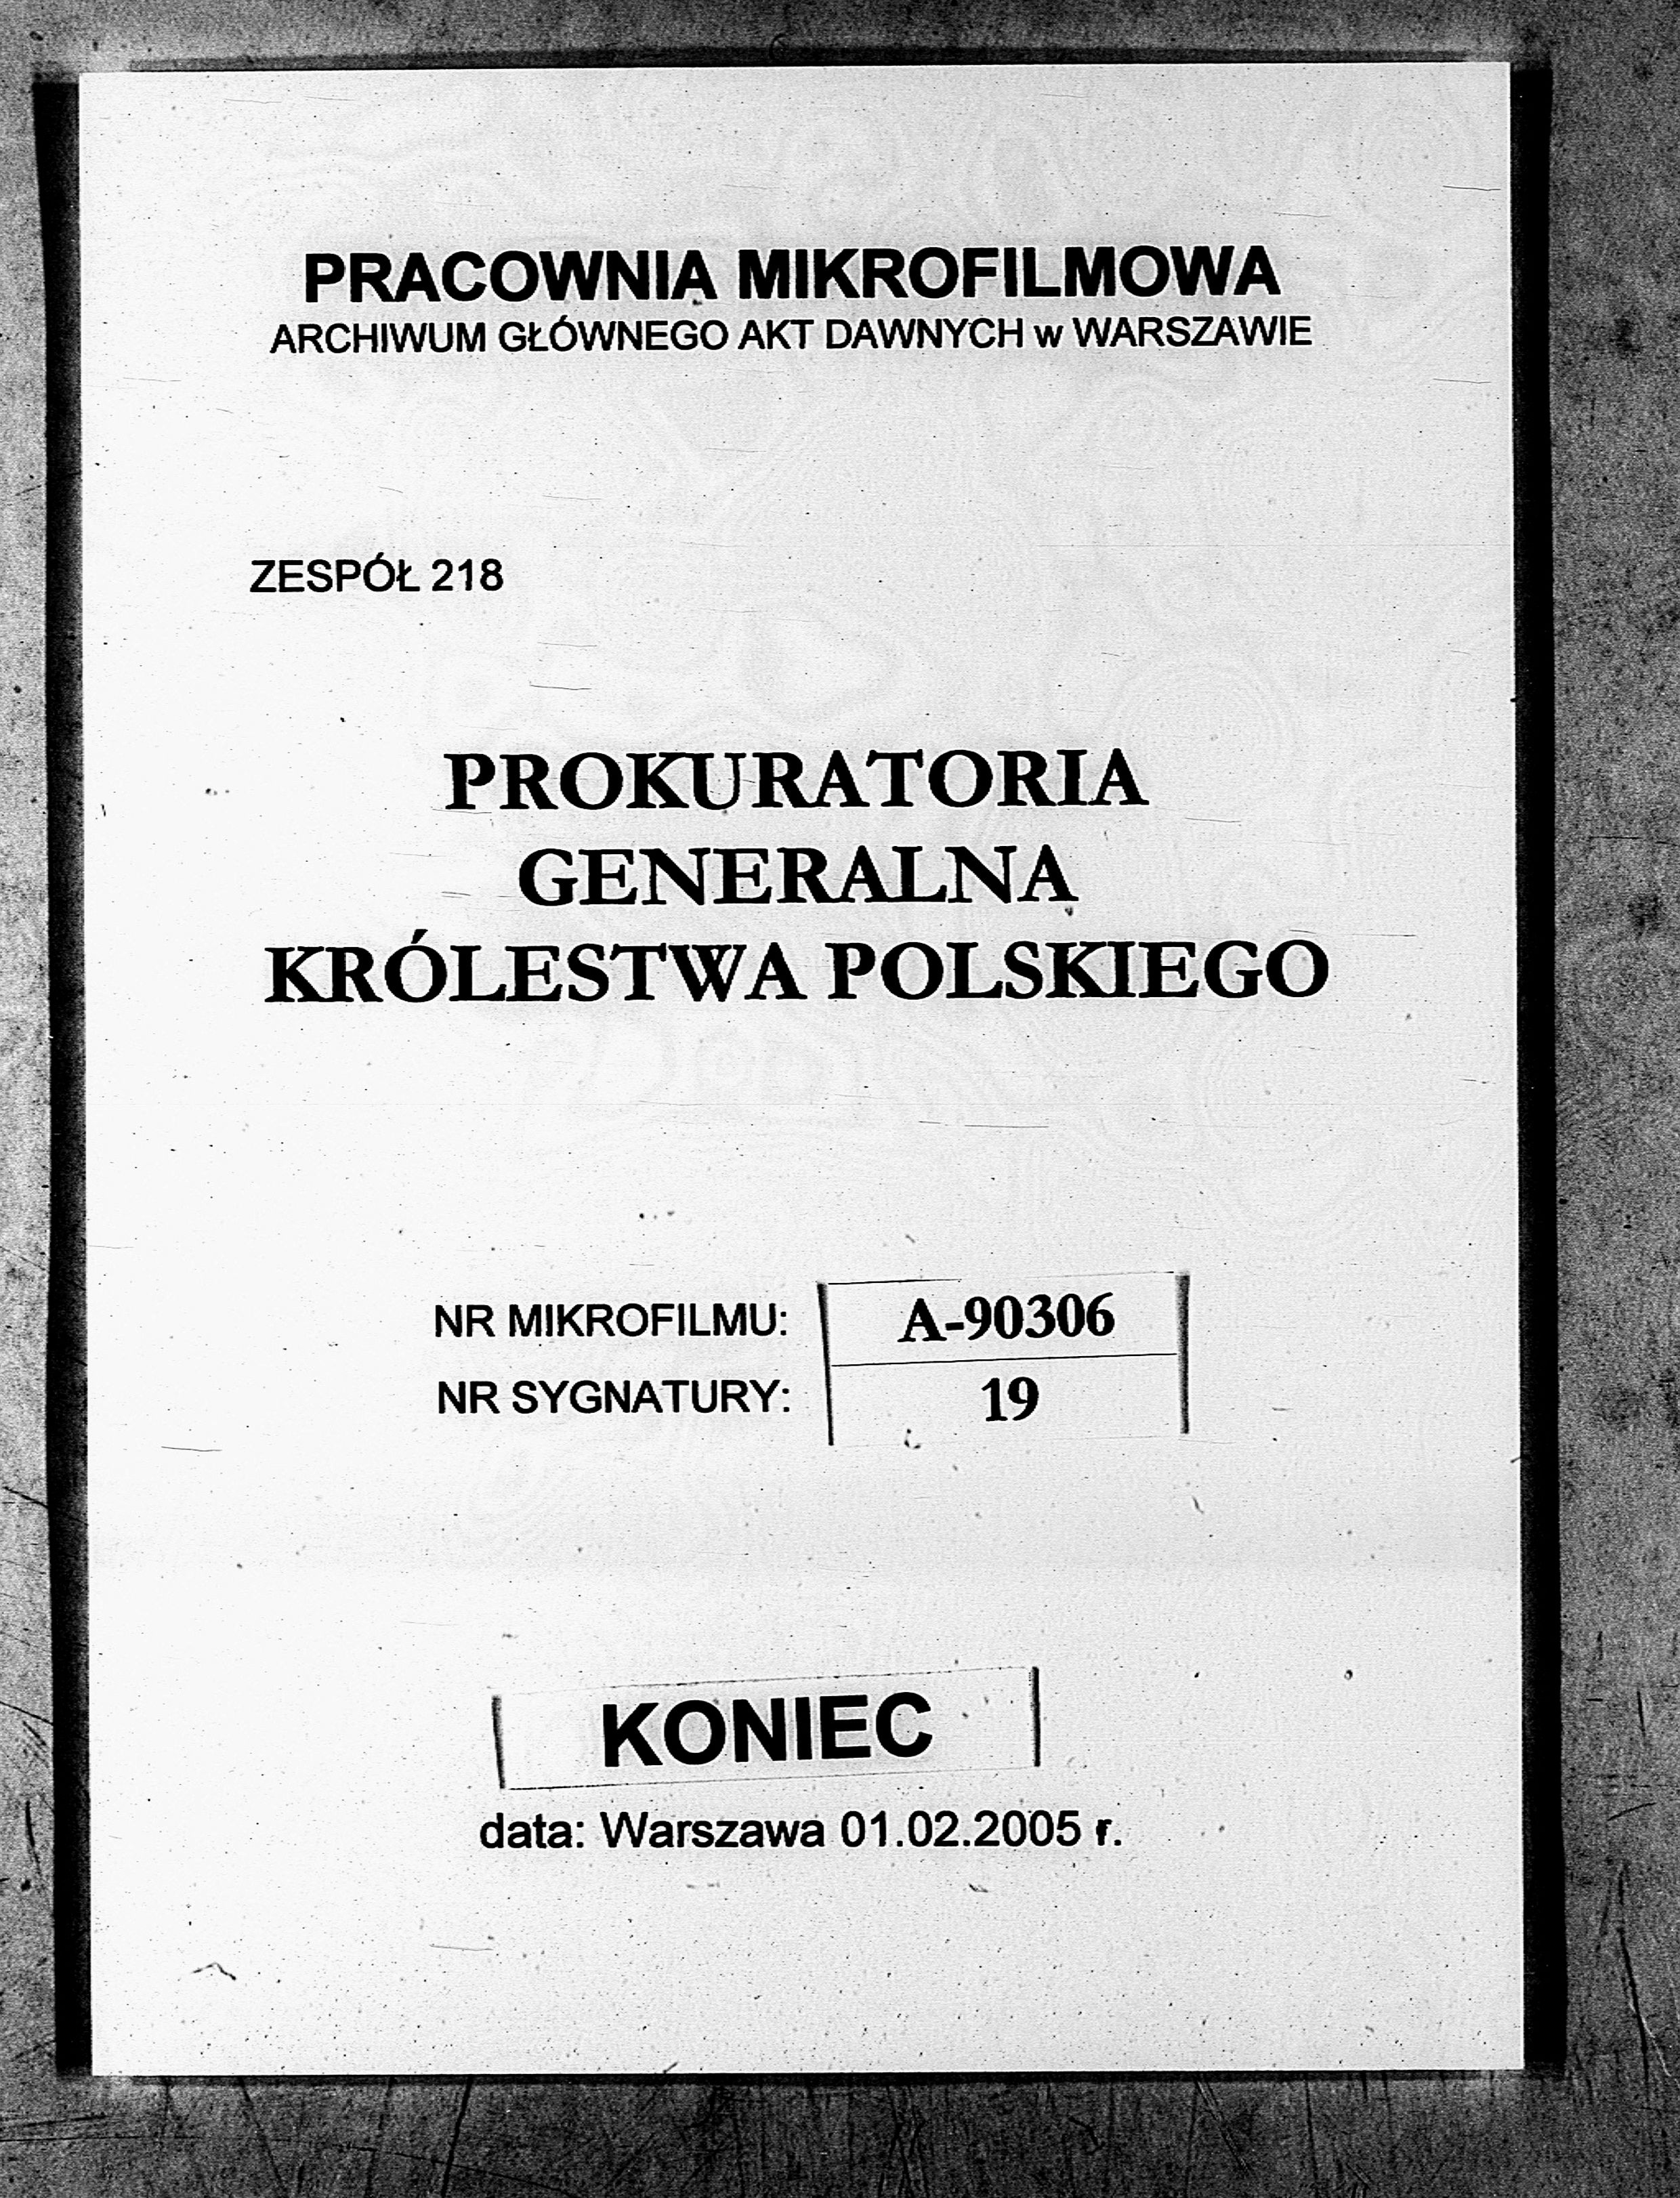 PRACOWNIA MIKROFILMOWA
ARCHIWUM GŁÓWNEGO AKT DAWNYCH w WARSZAWIE
ZESPÓŁ 218
PROKURATORIA
GENERALNA
KRÓLESTWA POLSKIEGO
NR MIKROFILMU: A-90306
NR SYGNATURY: 19
KONIEC
data: Warszawa 01.02.2005 r.